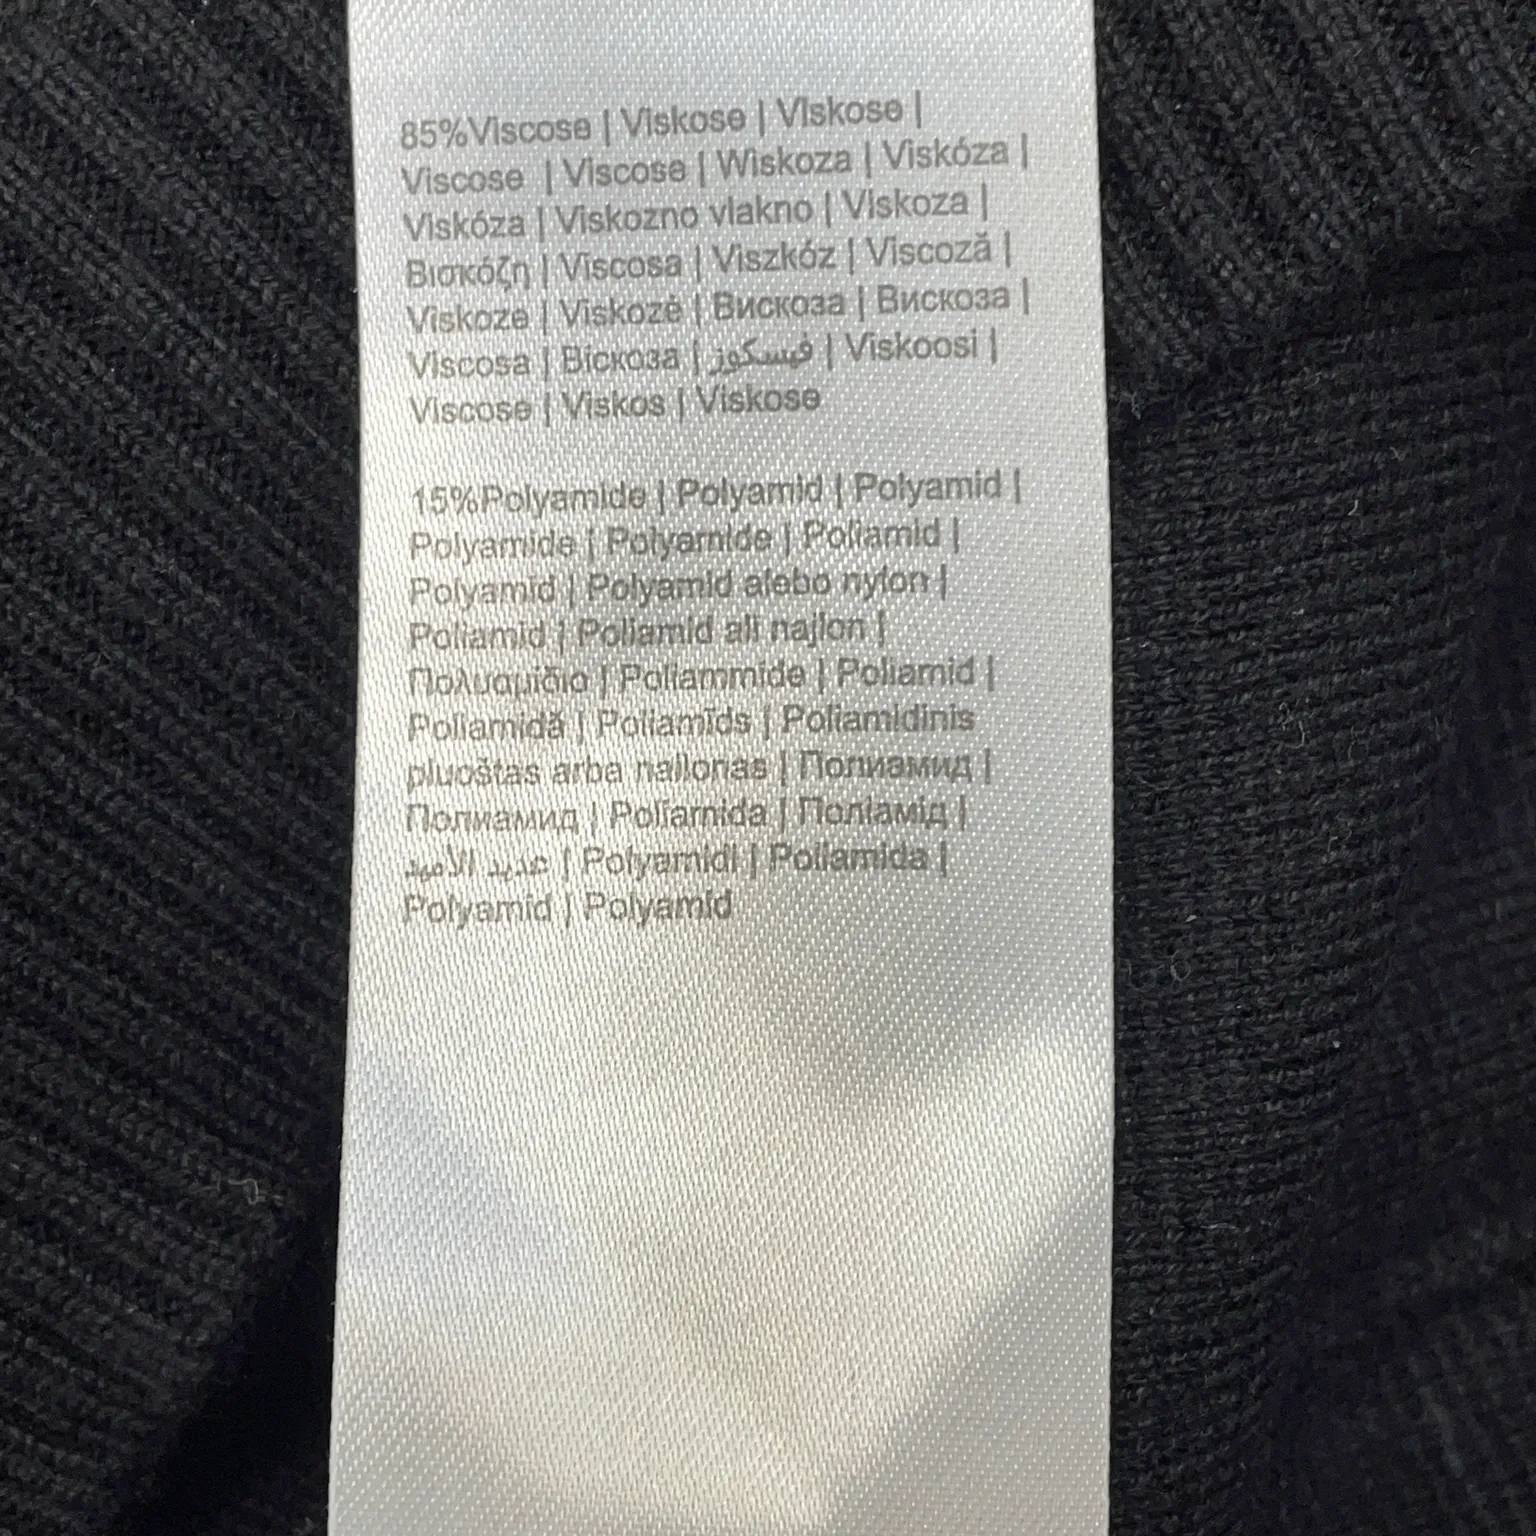 85%Viscose | Viskose | Viskose |
Viscose | Viscose | Wiskoza | Viskóza |
Viskóza | Viskozno vlakno | Viskoza |
Βισκόζη | Viscosa | Viszkóz | Viscoză |
Viskoze | Viskozė | Вискоза | Вискоза |
Viscosa | Віскоза | فيسكوز | Viskoosi |
Viscose | Viskos | Viskose
15%Polyamide | Polyamid | Polyamid |
Polyamide | Polyamide | Poliamid |
Polyamid | Polyamid alebo nylon |
Poliamid | Poliamid ali najlon |
Πολυαμίδιο | Poliammide | Poliamid |
Poliamidă | Poliamīds | Poliamidinis
pluoštas arba nailonas | Полиамид |
Полиамид | Poliamida | Поліамід |
عديد الأميد | Polyamidi | Poliamida |
Polyamid | Polyamid